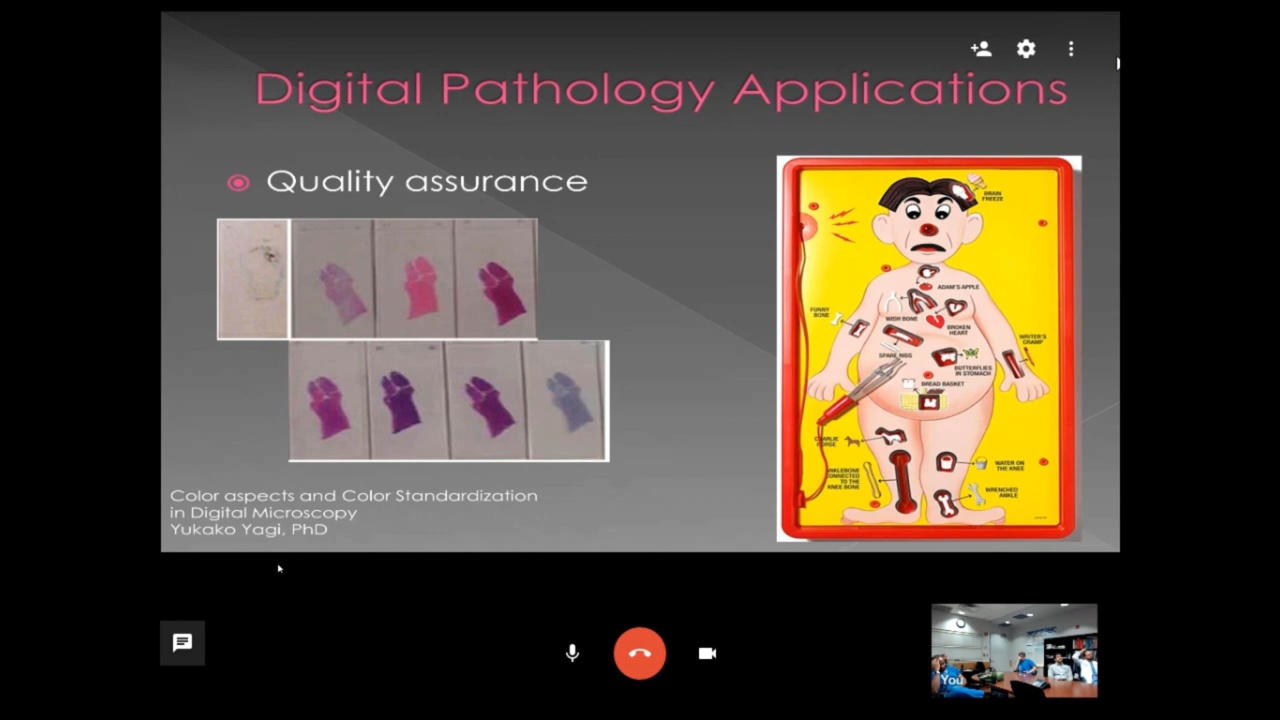 Digital Pathology Applications
Quality assurance
BRAIN
FREEZE
ADAM'S APPLE
FUNNY
BONE
WISH BONE
BROKEN
HEART
WRITER'S
CRAMP
SPARE RIBS
BUTTERFLIES
IN STOMACH
BREAD BASKET
CHARLIE
HORSE
WATER ON
THE KNEE
ANKLEBONE
CONNECTED
TO THE
KNEE BONE
WRENCHED
ANKLE
Color aspects and Color Standardization
in Digital Microscopy
Yukako Yagi, PhD
You